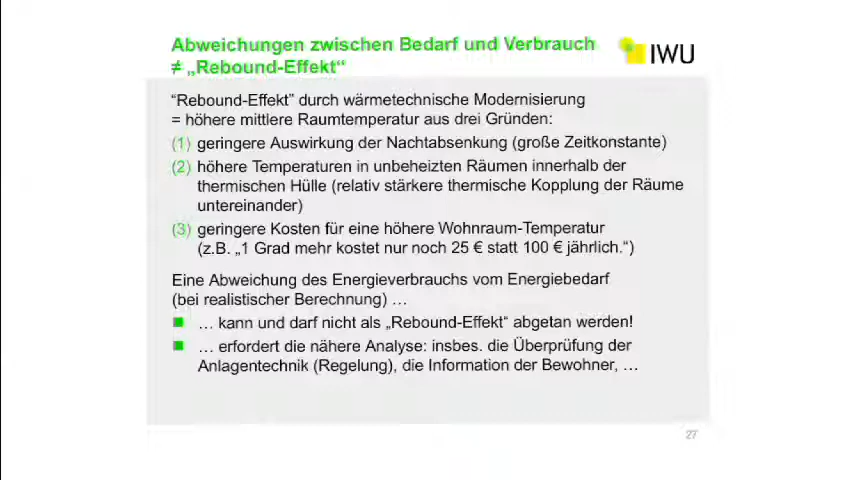 Abweichungen zwischen Bedarf und Verbrauch
≠ „Rebound-Effekt“
IWU
“Rebound-Effekt” durch wärmetechnische Modernisierung
= höhere mittlere Raumtemperatur aus drei Gründen:
(1) geringere Auswirkung der Nachtabsenkung (große Zeitkonstante)
(2) höhere Temperaturen in unbeheizten Räumen innerhalb der
thermischen Hülle (relativ stärkere thermische Kopplung der Räume
untereinander)
(3) geringere Kosten für eine höhere Wohnraum-Temperatur
(z.B. „1 Grad mehr kostet nur noch 25 € statt 100 € jährlich.“)
Eine Abweichung des Energieverbrauchs vom Energiebedarf
(bei realistischer Berechnung) …
… kann und darf nicht als „Rebound-Effekt“ abgetan werden!
… erfordert die nähere Analyse: insbes. die Überprüfung der
Anlagentechnik (Regelung), die Information der Bewohner, …
27